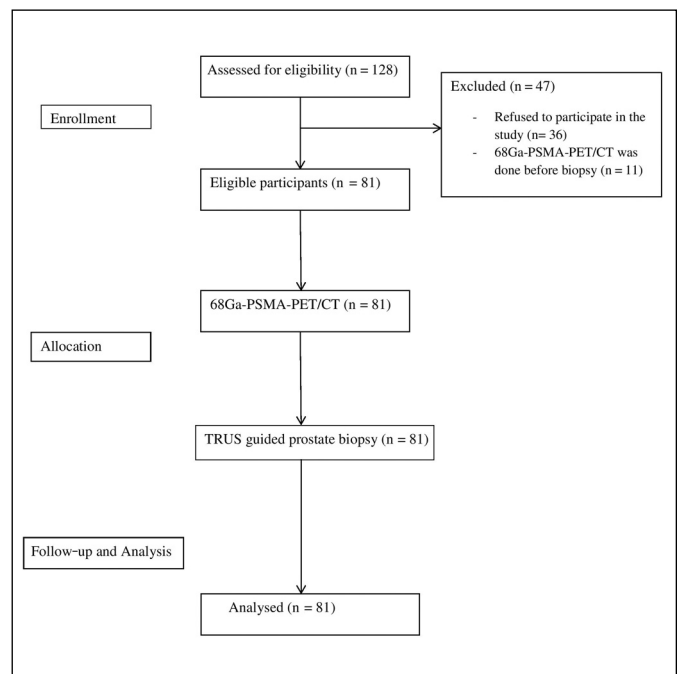 Assessed for eligibility (n = 128)
Excluded (n = 47)
- Refused to participate in the
study (n= 36)
- 68Ga-PSMA-PET/CT was
done before biopsy (n = 11)
Enrollment
Eligible participants (n = 81)
68Ga-PSMA-PET/CT (n = 81)
Allocation
TRUS guided prostate biopsy (n = 81)
Follow-up and Analysis
Analysed (n = 81)